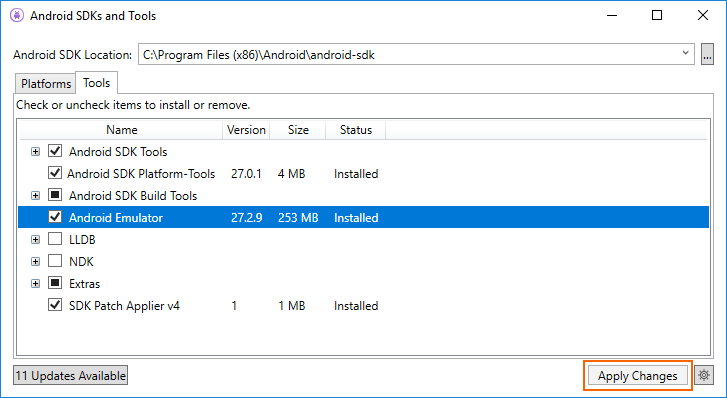 Android SDKs and Tools
Android SDK Location: C:\Program Files (x86)\Android\android-sdk ...
Platforms Tools
Check or uncheck items to install or remove.
Name Version Size Status
Android SDK Tools
Android SDK Platform-Tools 27.0.1 4 MB Installed
Android SDK Build Tools
Android Emulator 27.2.9 253 MB Installed
LLDB
NDK
Extras
SDK Patch Applier v4 1 1 MB Installed
11 Updates Available Apply Changes